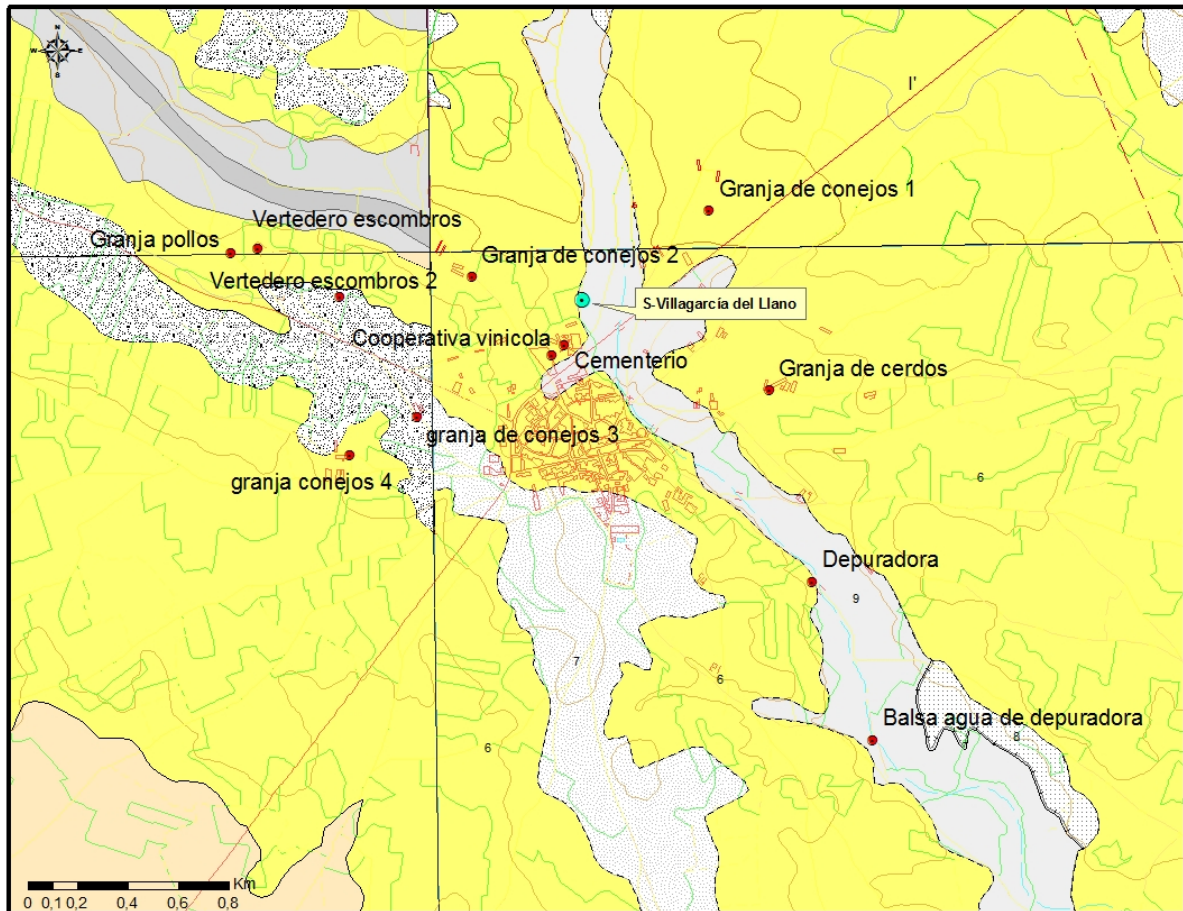 N
W E
S
I'
Granja de conejos 1
Vertedero escombros
Granja pollos
Granja de conejos 2
Vertedero escombros 2
S-Villagarcía del Llano
Cooperativa vinícola
Cementerio
Granja de cerdos
granja de conejos 3
6
granja conejos 4
Depuradora
9
7
6
Balsa agua de depuradora
8
6
Km
0 0,1 0,2 0,4 0,6 0,8